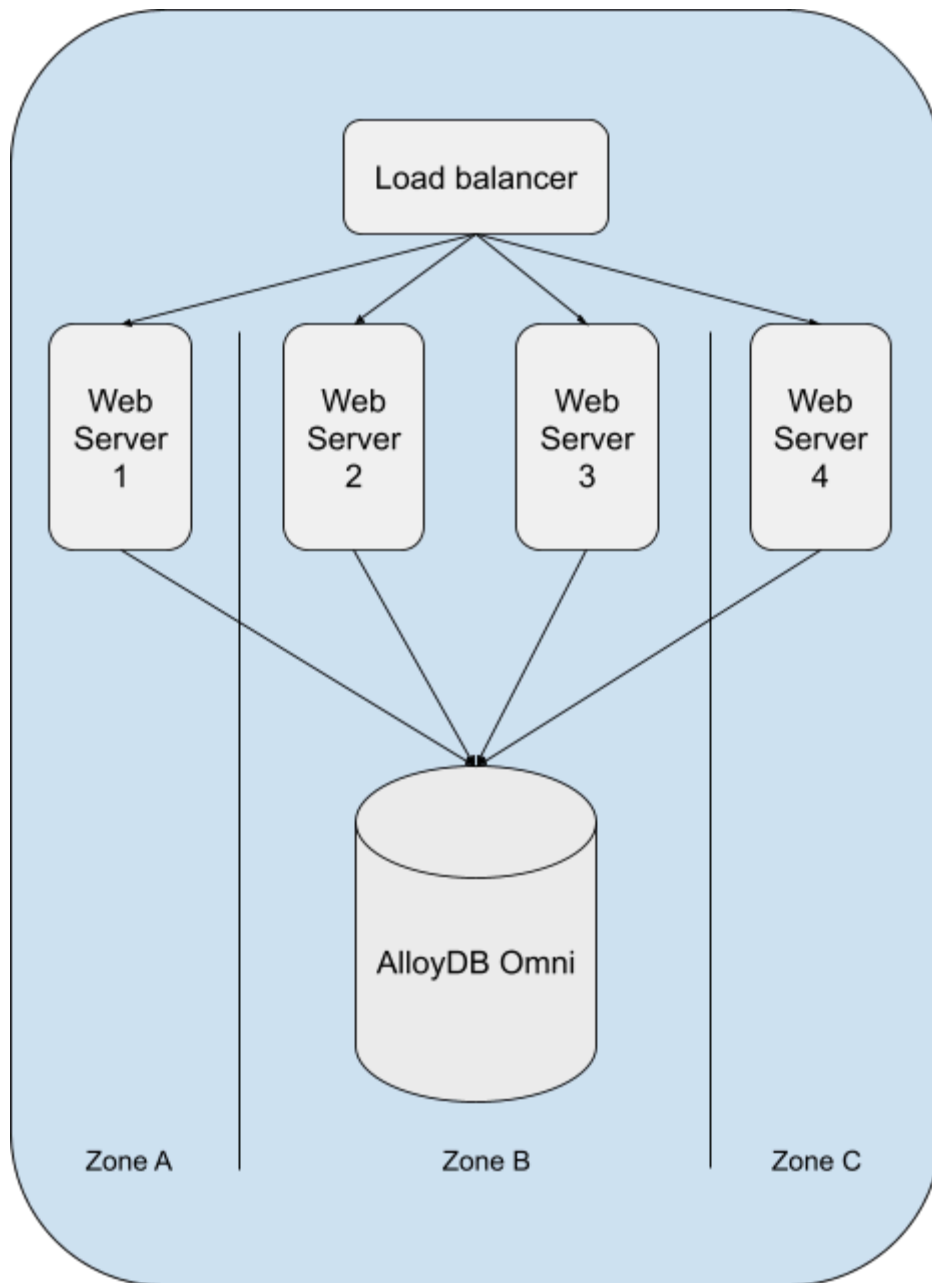 Load balancer
Web
Server
1
Web
Server
2
Web
Server
3
Web
Server
4
AlloyDB Omni
Zone A
Zone B
Zone C